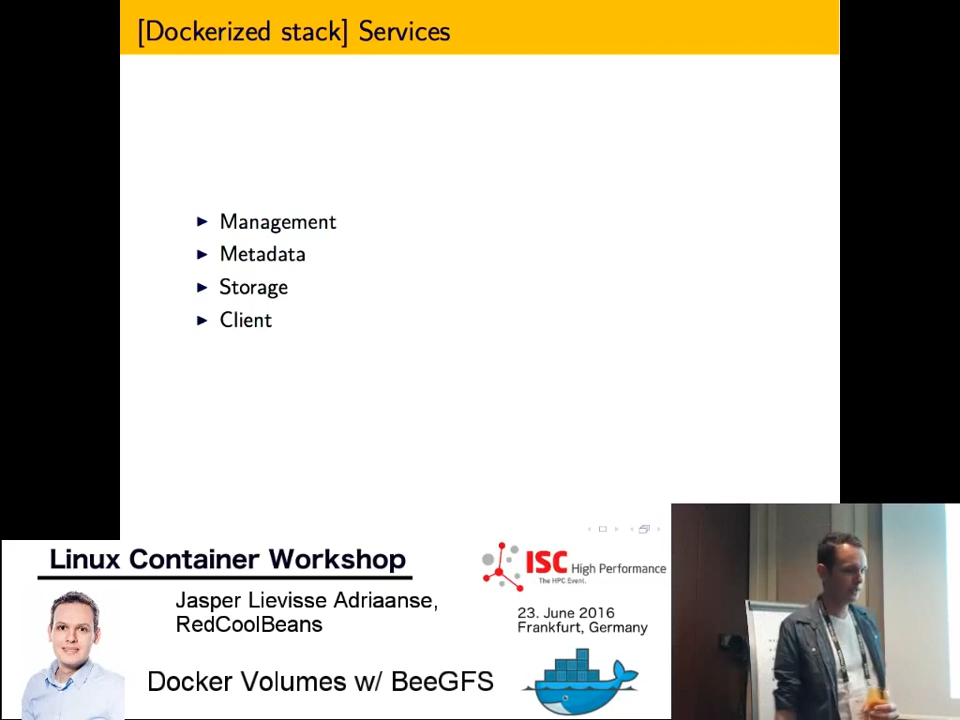 [Dockerized stack] Services
Management
Metadata
Storage
Client
Linux Container Workshop
Jasper Lievisse Adriaanse,
RedCoolBeans
Docker Volumes w/ BeeGFS
ISC High Performance
The HPC Event.
23. June 2016
Frankfurt, Germany